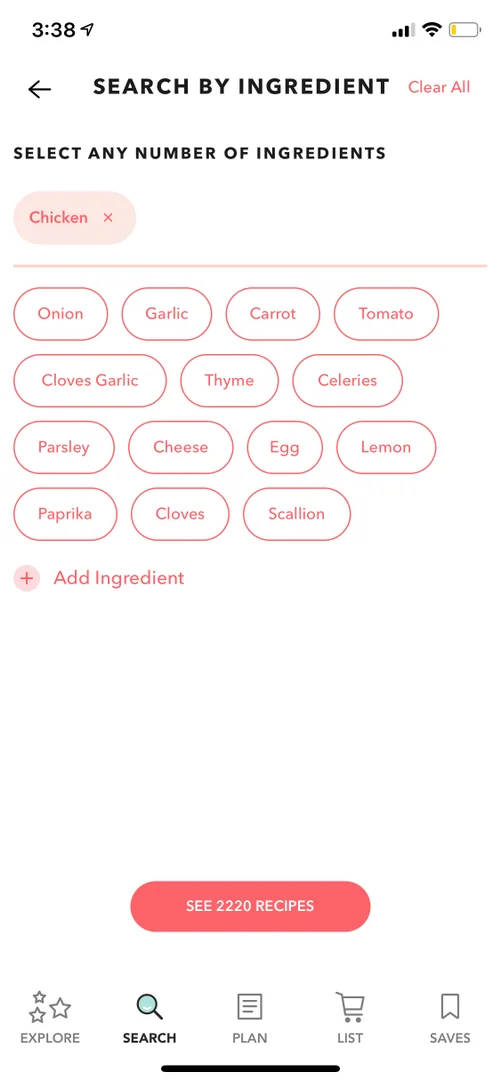 3:38
SEARCH BY INGREDIENT Clear All
SELECT ANY NUMBER OF INGREDIENTS
Chicken ×
Onion Garlic Carrot Tomato
Cloves Garlic Thyme Celeries
Parsley Cheese Egg Lemon
Paprika Cloves Scallion
+ Add Ingredient
SEE 2220 RECIPES
EXPLORE SEARCH PLAN LIST SAVES